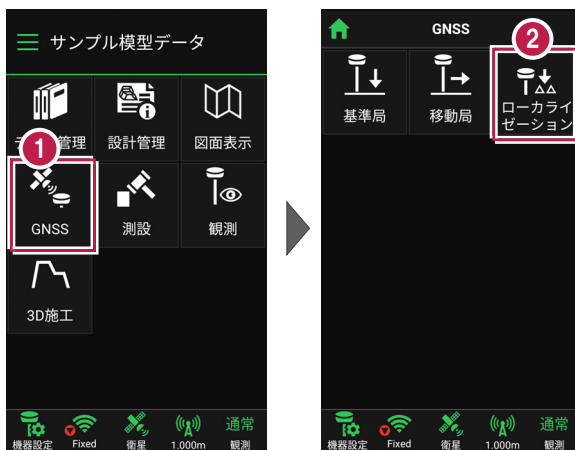 サンプル模型データ
管理
設計管理
図面表示
1
GNSS
測設
観測
3D施工
機器設定
Fixed
衛星
1.000m
通常
観測
GNSS
2
基準局
移動局
ローカライ
ゼーション
機器設定
Fixed
衛星
1.000m
通常
観測